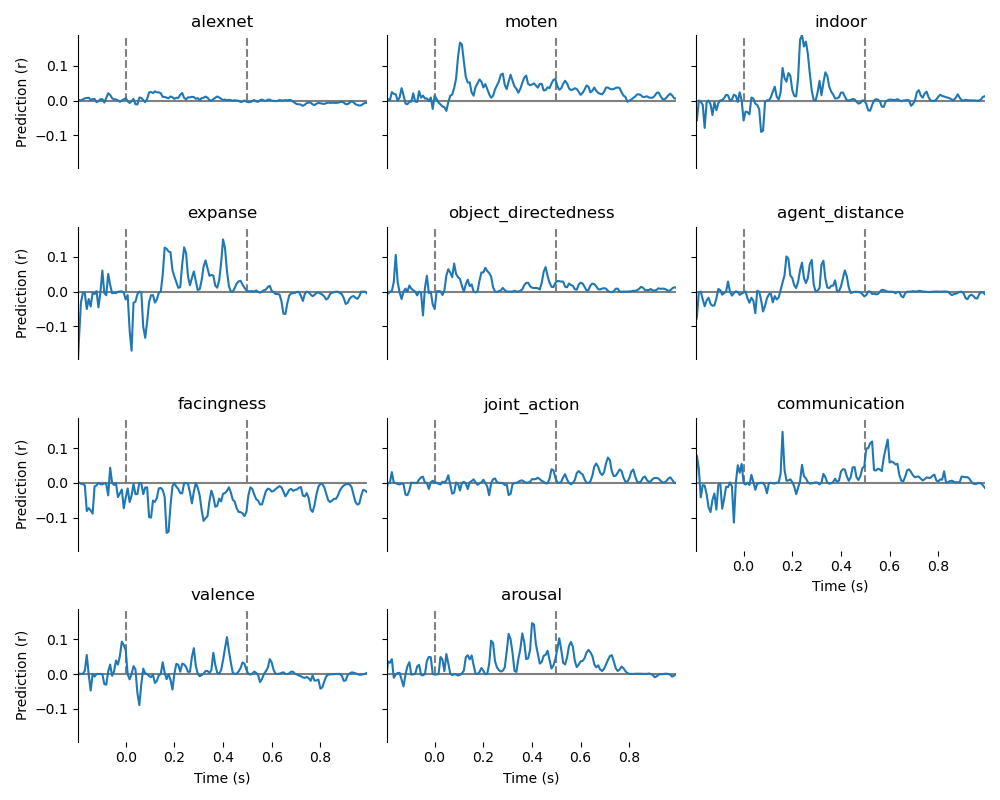 alexnet moten indoor
Prediction (r) 0.1
0.0
−0.1
expanse object_directedness agent_distance
Prediction (r) 0.1
0.0
−0.1
facingness joint_action communication
Prediction (r) 0.1
0.0
−0.1
0.0 0.2 0.4 0.6 0.8
Time (s)
valence arousal
Prediction (r) 0.1
0.0
−0.1
0.0 0.2 0.4 0.6 0.8 0.0 0.2 0.4 0.6 0.8
Time (s) Time (s)